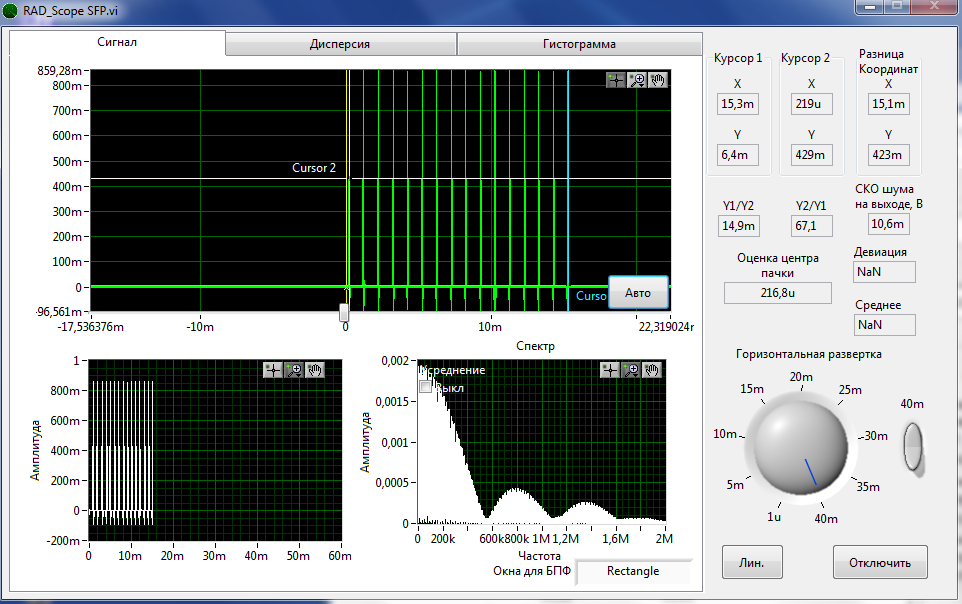 RAD_Scope SFP.vi
Сигнал
Дисперсия
Гистограмма
859,28m
800m
700m
600m
500m
400m
300m
200m
100m
0
-96,561m
-17,536376m
-10m
0
10m
22,319024r
Cursor 2
Curso
Авто
Курсор 1
X
15,3m
Y
6,4m
Курсор 2
X
219u
Y
429m
Разница
Координат
X
15,1m
Y
423m
Y1/Y2
14,9m
Y2/Y1
67,1
СКО шума
на выходе, В
10,6m
Оценка центра
пачки
216,8u
Девиация
NaN
Среднее
NaN
Амплитуда
1
800m
600m
400m
200m
0
-200m
0
10m
20m
30m
40m
50m
60m
Спектр
Усреднение
Выкл
Амплитуда
0,002
0,0015
0,001
0,0005
0
0
200k
600k
800k
1M
1,2M
1,6M
2M
Частота
Окна для БПФ
Rectangle
Горизонтальная развертка
20m
15m
25m
10m
30m
5m
35m
1u
40m
40m
Лин.
Отключить